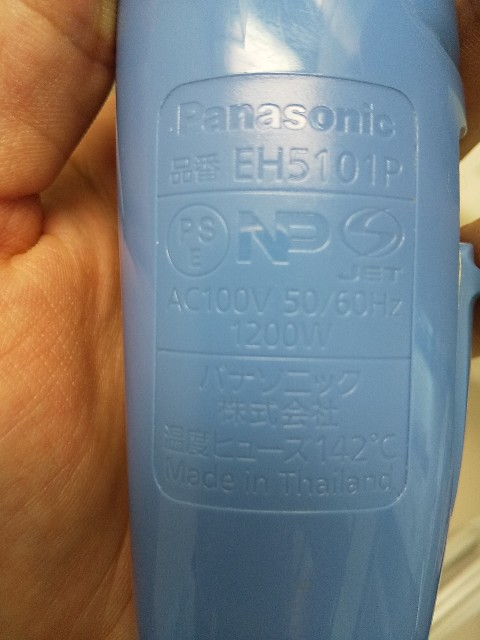 Panasonic
品番 EH5101P
PS
E
NP
JET
AC100V 50/60Hz
1200W
パナソニック
株式会社
温度ヒューズ142℃
Made in Thailand